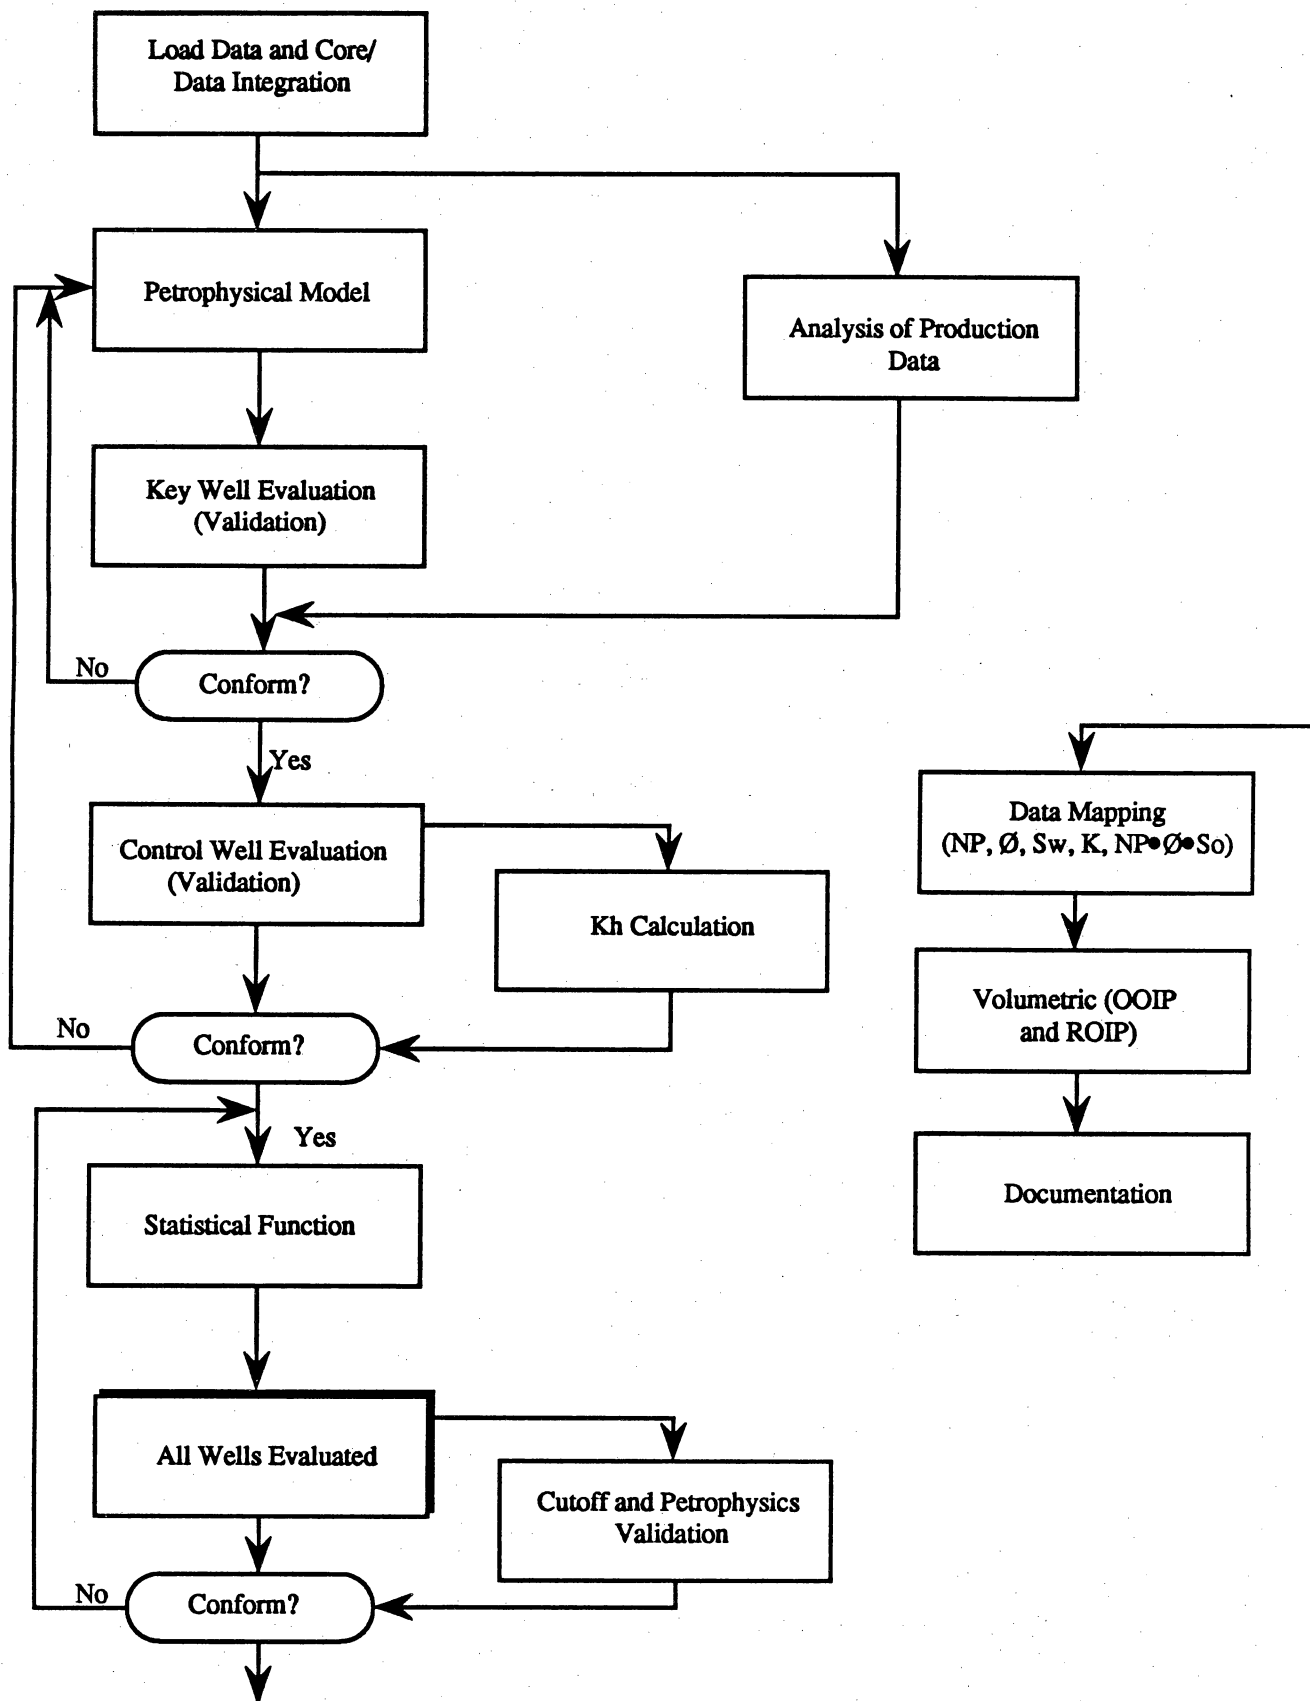 Load Data and Core/
Data Integration
Petrophysical Model
Analysis of Production
Data
Key Well Evaluation
(Validation)
No
Conform?
Yes
Control Well Evaluation
(Validation)
Kh Calculation
No
Conform?
Yes
Statistical Function
All Wells Evaluated
Cutoff and Petrophysics
Validation
No
Conform?
Data Mapping
(NP, Ø, Sw, K, NP•Ø•So)
Volumetric (OOIP
and ROIP)
Documentation